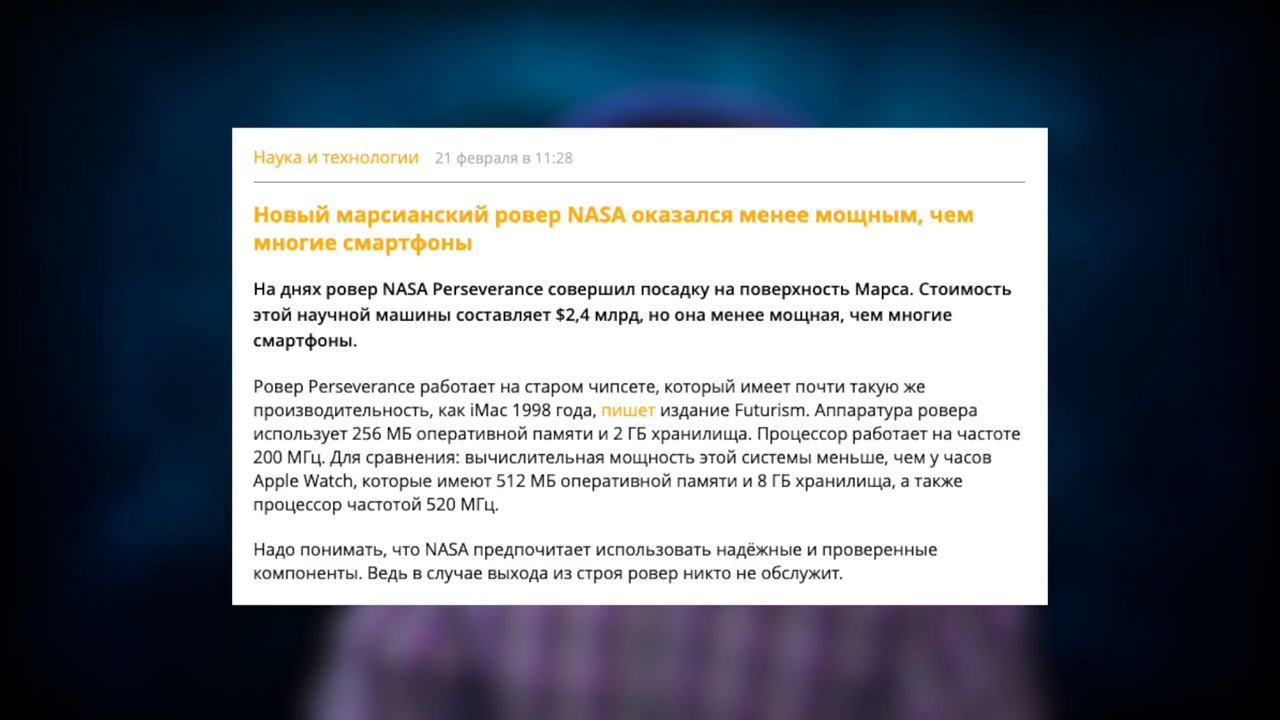 Наука и технологии 21 февраля в 11:28
Новый марсианский ровер NASA оказался менее мощным, чем
многие смартфоны
На днях ровер NASA Perseverance совершил посадку на поверхность Марса. Стоимость
этой научной машины составляет $2,4 млрд, но она менее мощная, чем многие
смартфоны.
Ровер Perseverance работает на старом чипсете, который имеет почти такую же
производительность, как iMac 1998 года, пишет издание Futurism. Аппаратура ровера
использует 256 МБ оперативной памяти и 2 ГБ хранилища. Процессор работает на частоте
200 МГц. Для сравнения: вычислительная мощность этой системы меньше, чем у часов
Apple Watch, которые имеют 512 МБ оперативной памяти и 8 ГБ хранилища, а также
процессор частотой 520 МГц.
Надо понимать, что NASA предпочитает использовать надёжные и проверенные
компоненты. Ведь в случае выхода из строя ровер никто не обслужит.